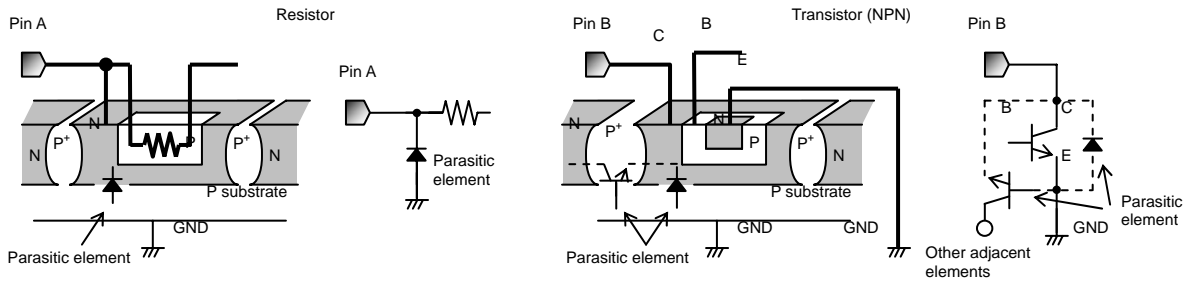 Resistor
Pin A
N
N
P+
P
P+
N
P substrate
GND
Parasitic element
Pin A
Parasitic
element
Transistor (NPN)
Pin B
C
B
E
N
P+
N
P
P+
N
P substrate
GND
GND
Parasitic element
Pin B
B
C
E
GND
Parasitic
element
Other adjacent
elements